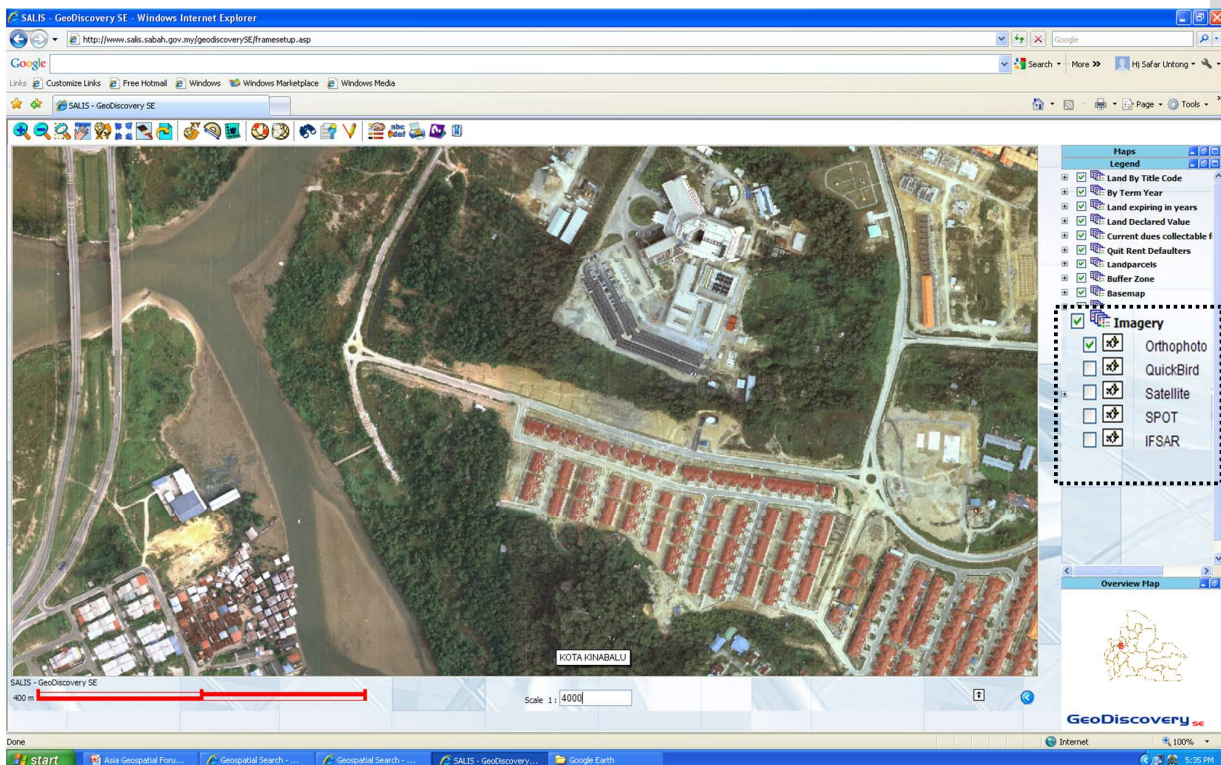 SALIS - GeoDiscovery SE - Windows Internet Explorer
http://www.salis.sabah.gov.my/geodiscoverySE/framesetup.asp
Google
Google
Search
More »
Hj Safar Untong
Links
Customize Links
Free Hotmail
Windows
Windows Marketplace
Windows Media
SALIS - GeoDiscovery SE
Page
Tools
abc
def
Maps
Legend
Land By Title Code
By Term Year
Land expiring in years
Land Declared Value
Current dues collectable f
Quit Rent Defaulters
Landparcels
Buffer Zone
Basemap
Imagery
Orthophoto
QuickBird
Satellite
SPOT
IFSAR
Overview Map
KOTA KINABALU
SALIS - GeoDiscovery SE
400 m
Scale 1: 4000
GeoDiscovery SE
Done
Internet
100%
start
Asia Geospatial Foru...
Geospatial Search - ...
Geospatial Search - ...
SALIS - GeoDiscovery...
Google Earth
5:35 PM